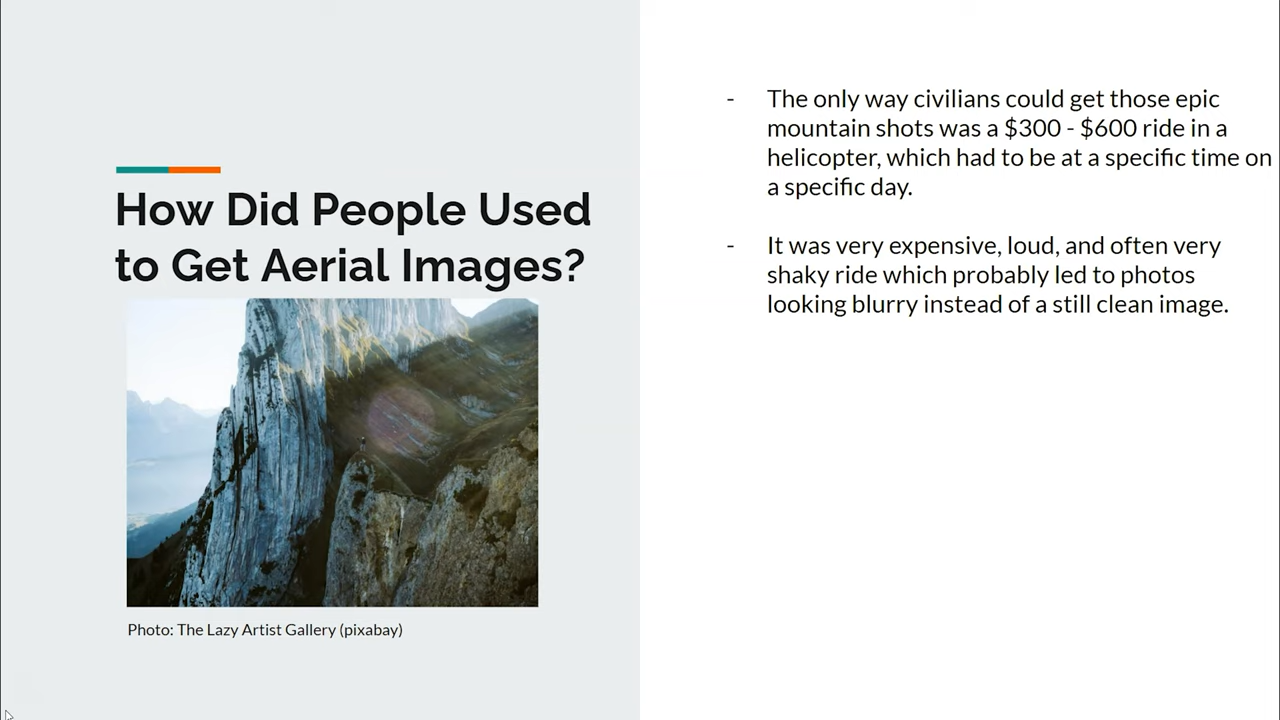 How Did People Used
to Get Aerial Images?
Photo: The Lazy Artist Gallery (pixabay)
- The only way civilians could get those epic
mountain shots was a $300 - $600 ride in a
helicopter, which had to be at a specific time on
a specific day.
- It was very expensive, loud, and often very
shaky ride which probably led to photos
looking blurry instead of a still clean image.